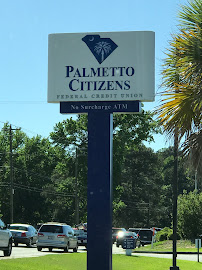 PALMETTO
CITIZENS
FEDERAL CREDIT UNION
No Surcharge ATM